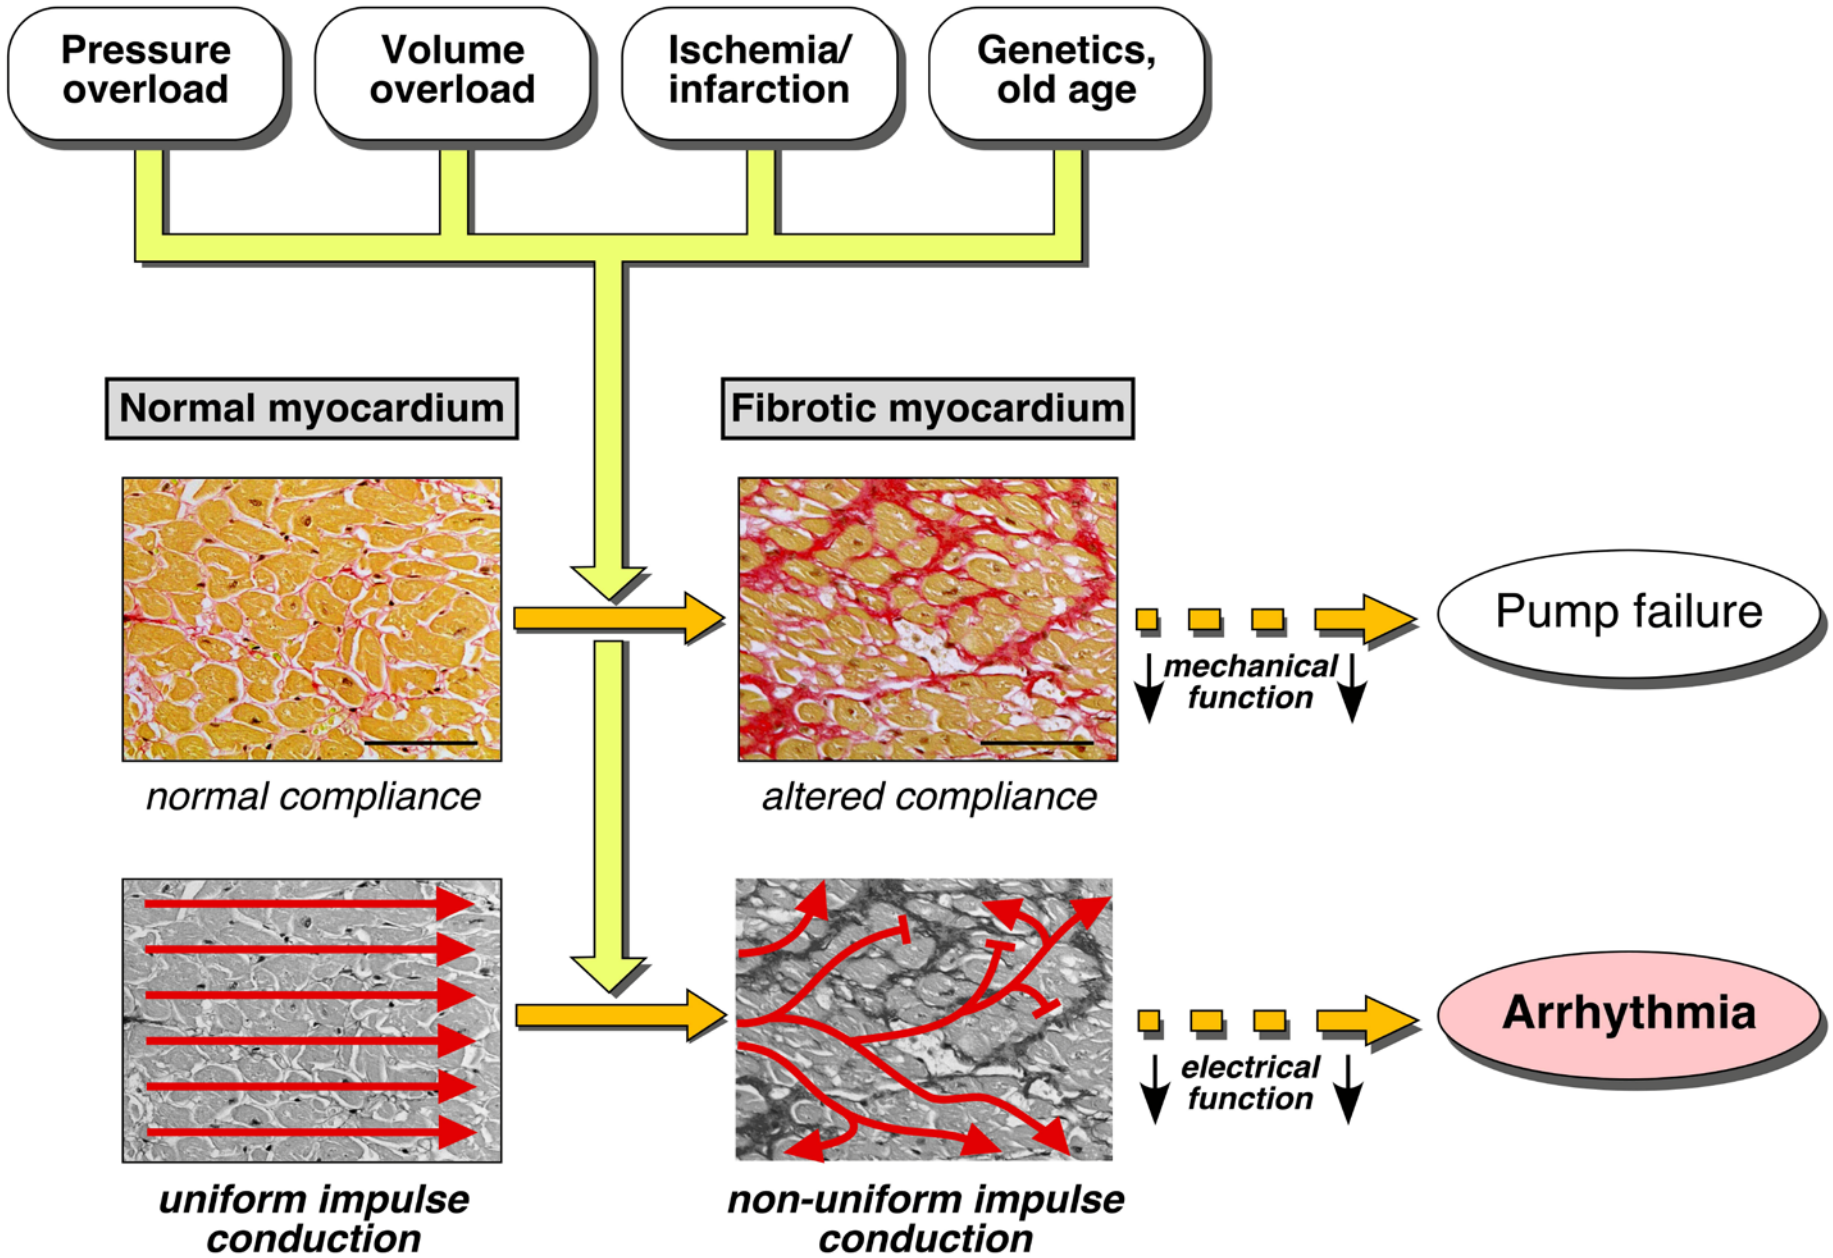 Pressure
overload
Volume
overload
Ischemia/
infarction
Genetics,
old age
Normal myocardium
Fibrotic myocardium
normal compliance
altered compliance
mechanical
function
Pump failure
uniform impulse
conduction
non-uniform impulse
conduction
electrical
function
Arrhythmia